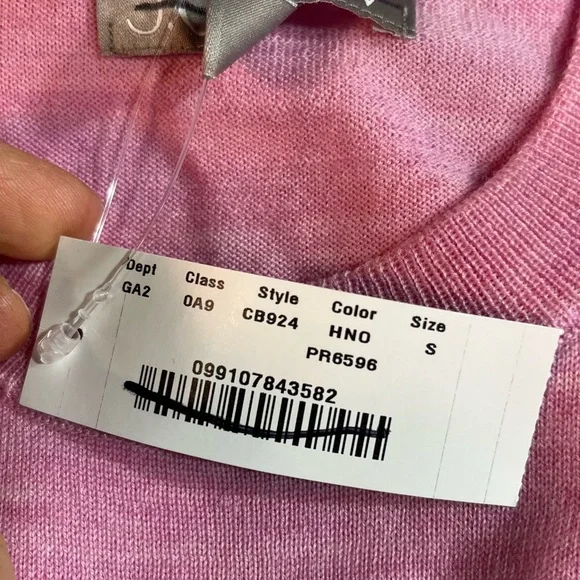 J.
Dept Class Style Color Size
GA2 0A9 CB924 HNO S
PR6596
099107843582